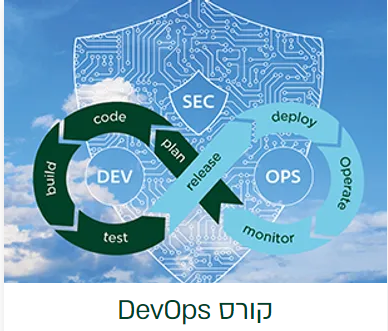 SEC
code
deploy
plan
build
DEV
release
OPS
Operate
test
monitor
קורס DevOps